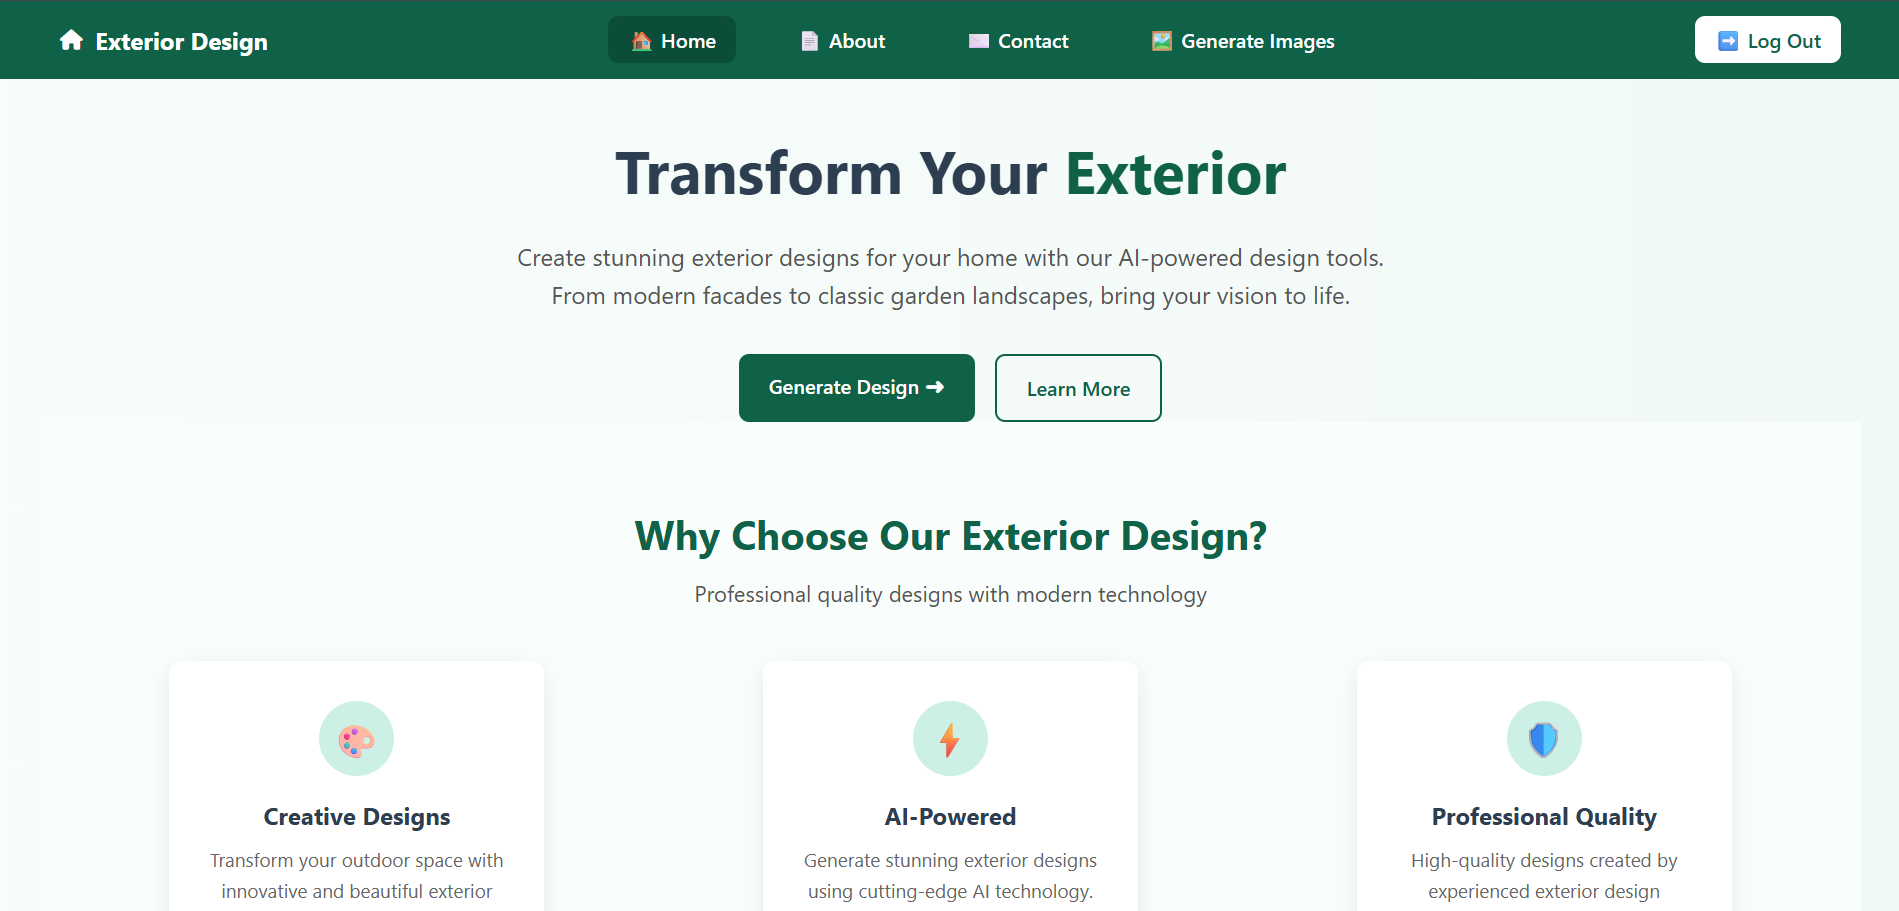 Exterior Design
Home
About
Contact
Generate Images
Log Out
Transform Your Exterior
Create stunning exterior designs for your home with our AI-powered design tools.
From modern facades to classic garden landscapes, bring your vision to life.
Generate Design ➜
Learn More
Why Choose Our Exterior Design?
Professional quality designs with modern technology
Creative Designs
Transform your outdoor space with
innovative and beautiful exterior
AI-Powered
Generate stunning exterior designs
using cutting-edge AI technology.
Professional Quality
High-quality designs created by
experienced exterior design